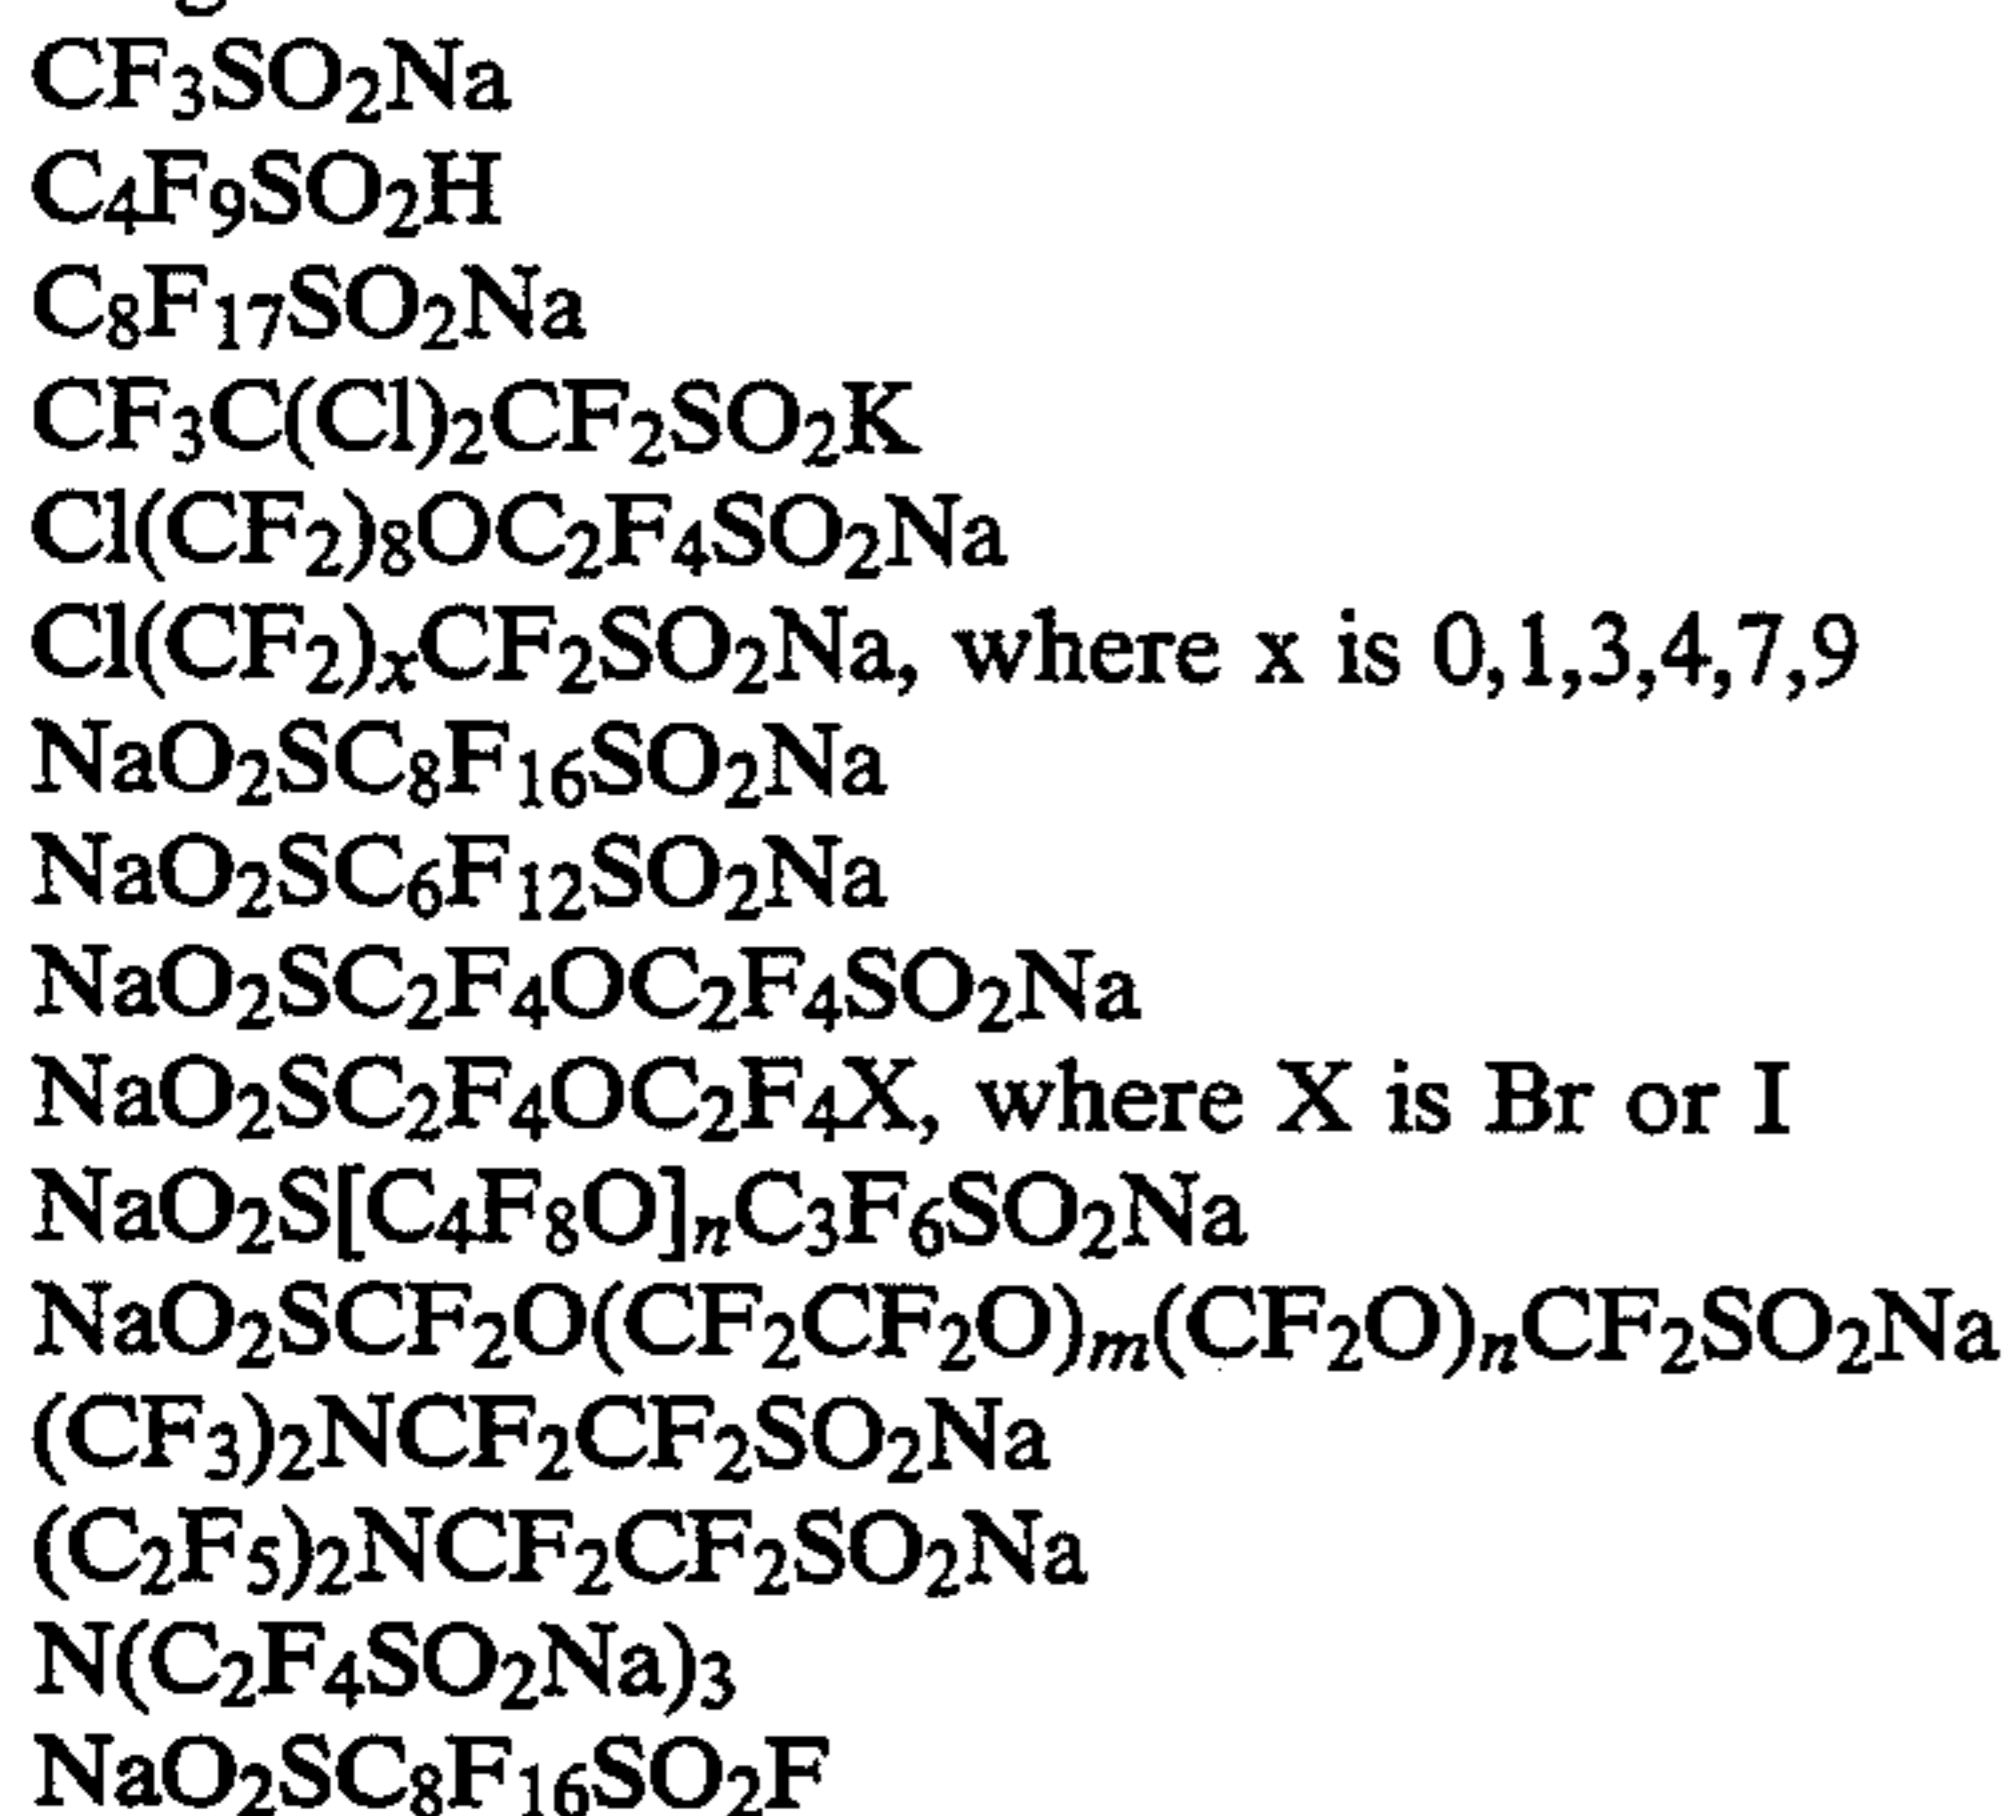 CF₃SO₂Na
C₄F₉SO₂H
C₈F₁₇SO₂Na
CF₃C(Cl)₂CF₂SO₂K
Cl(CF₂)₈OC₂F₄SO₂Na
Cl(CF₂)ₓCF₂SO₂Na, where x is 0,1,3,4,7,9
NaO₂SC₈F₁₆SO₂Na
NaO₂SC₆F₁₂SO₂Na
NaO₂SC₂F₄OC₂F₄SO₂Na
NaO₂SC₂F₄OC₂F₄X, where X is Br or I
NaO₂S[C₄F₈O]ₙC₃F₆SO₂Na
NaO₂SCF₂O(CF₂CF₂O)ₘ(CF₂O)ₙCF₂SO₂Na
(CF₃)₂NCF₂CF₂SO₂Na
(C₂F₅)₂NCF₂CF₂SO₂Na
N(C₂F₄SO₂Na)₃
NaO₂SC₈F₁₆SO₂F